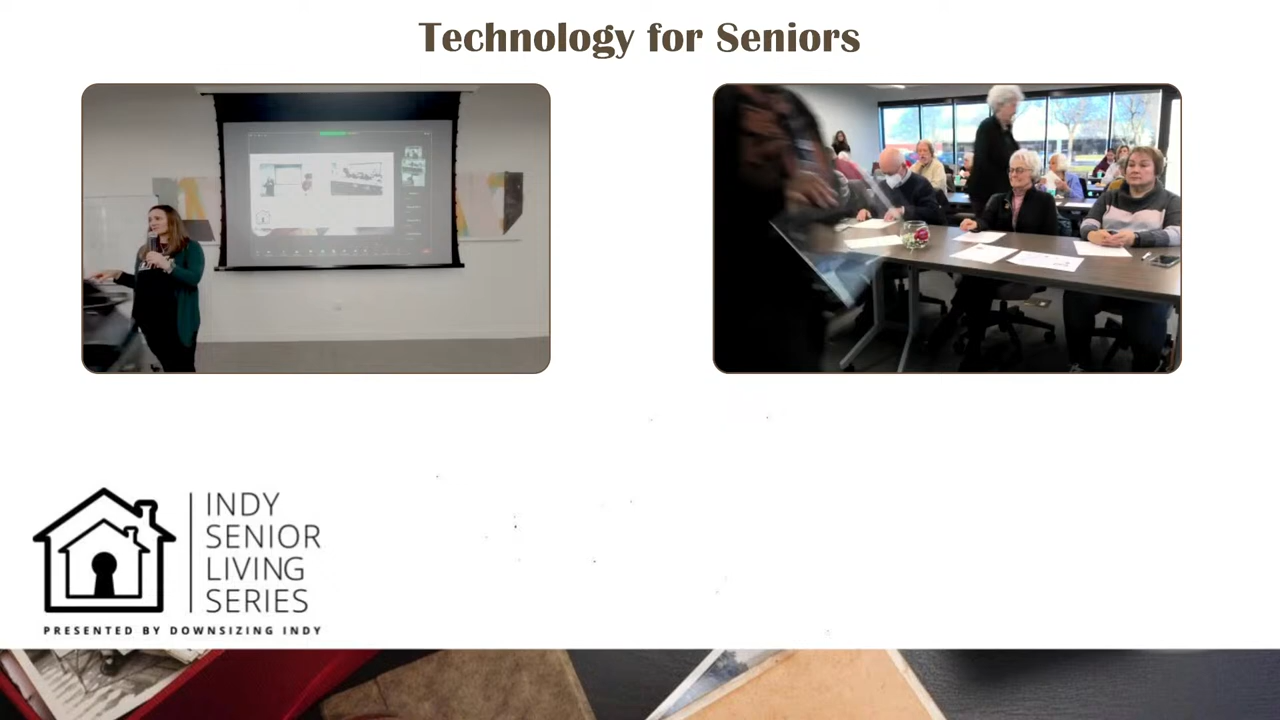 Technology for Seniors
INDY
SENIOR
LIVING
SERIES
PRESENTED BY DOWNSIZING INDY